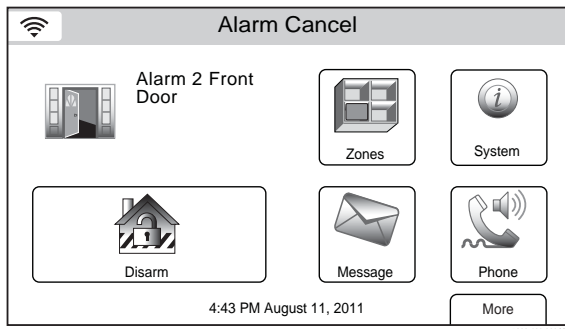 Alarm Cancel
Alarm 2 Front
Door
Zones
System
Disarm
Message
Phone
4:43 PM August 11, 2011
More